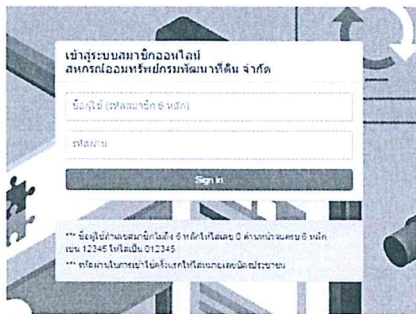 เข้าสู่ระบบสมาชิกออนไลน์
สหกรณ์ออมทรัพย์กรมพัฒนาที่ดิน จำกัด
ชื่อผู้ใช้ (รหัสสมาชิก 6 หลัก)
รหัสผ่าน
Sign in
*** ชื่อผู้ใช้ถ้าเลขสมาชิกไม่ถึง 6 หลักให้ใส่เลข 0 ด้านหน้าจนครบ 6 หลัก
เช่น 12345 ให้ใส่เป็น 012345
*** รหัสผ่านในการเข้าใช้ครั้งแรกให้ใส่หมายเลขบัตรประชาชน